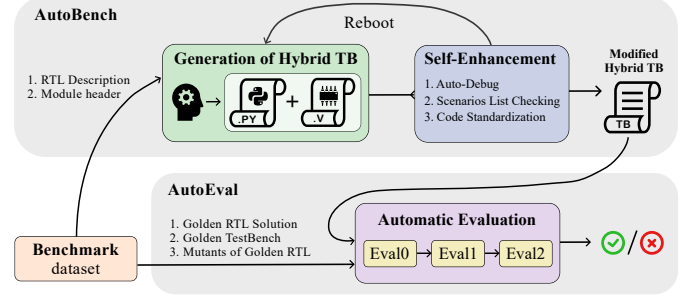 AutoBench
Reboot
Generation of Hybrid TB
.PY
+
.V
1. RTL Description
2. Module header
Self-Enhancement
1. Auto-Debug
2. Scenarios List Checking
3. Code Standardization
Modified
Hybrid TB
TB
AutoEval
1. Golden RTL Solution
2. Golden TestBench
3. Mutants of Golden RTL
Automatic Evaluation
Eval0
Eval1
Eval2
/
Benchmark
dataset